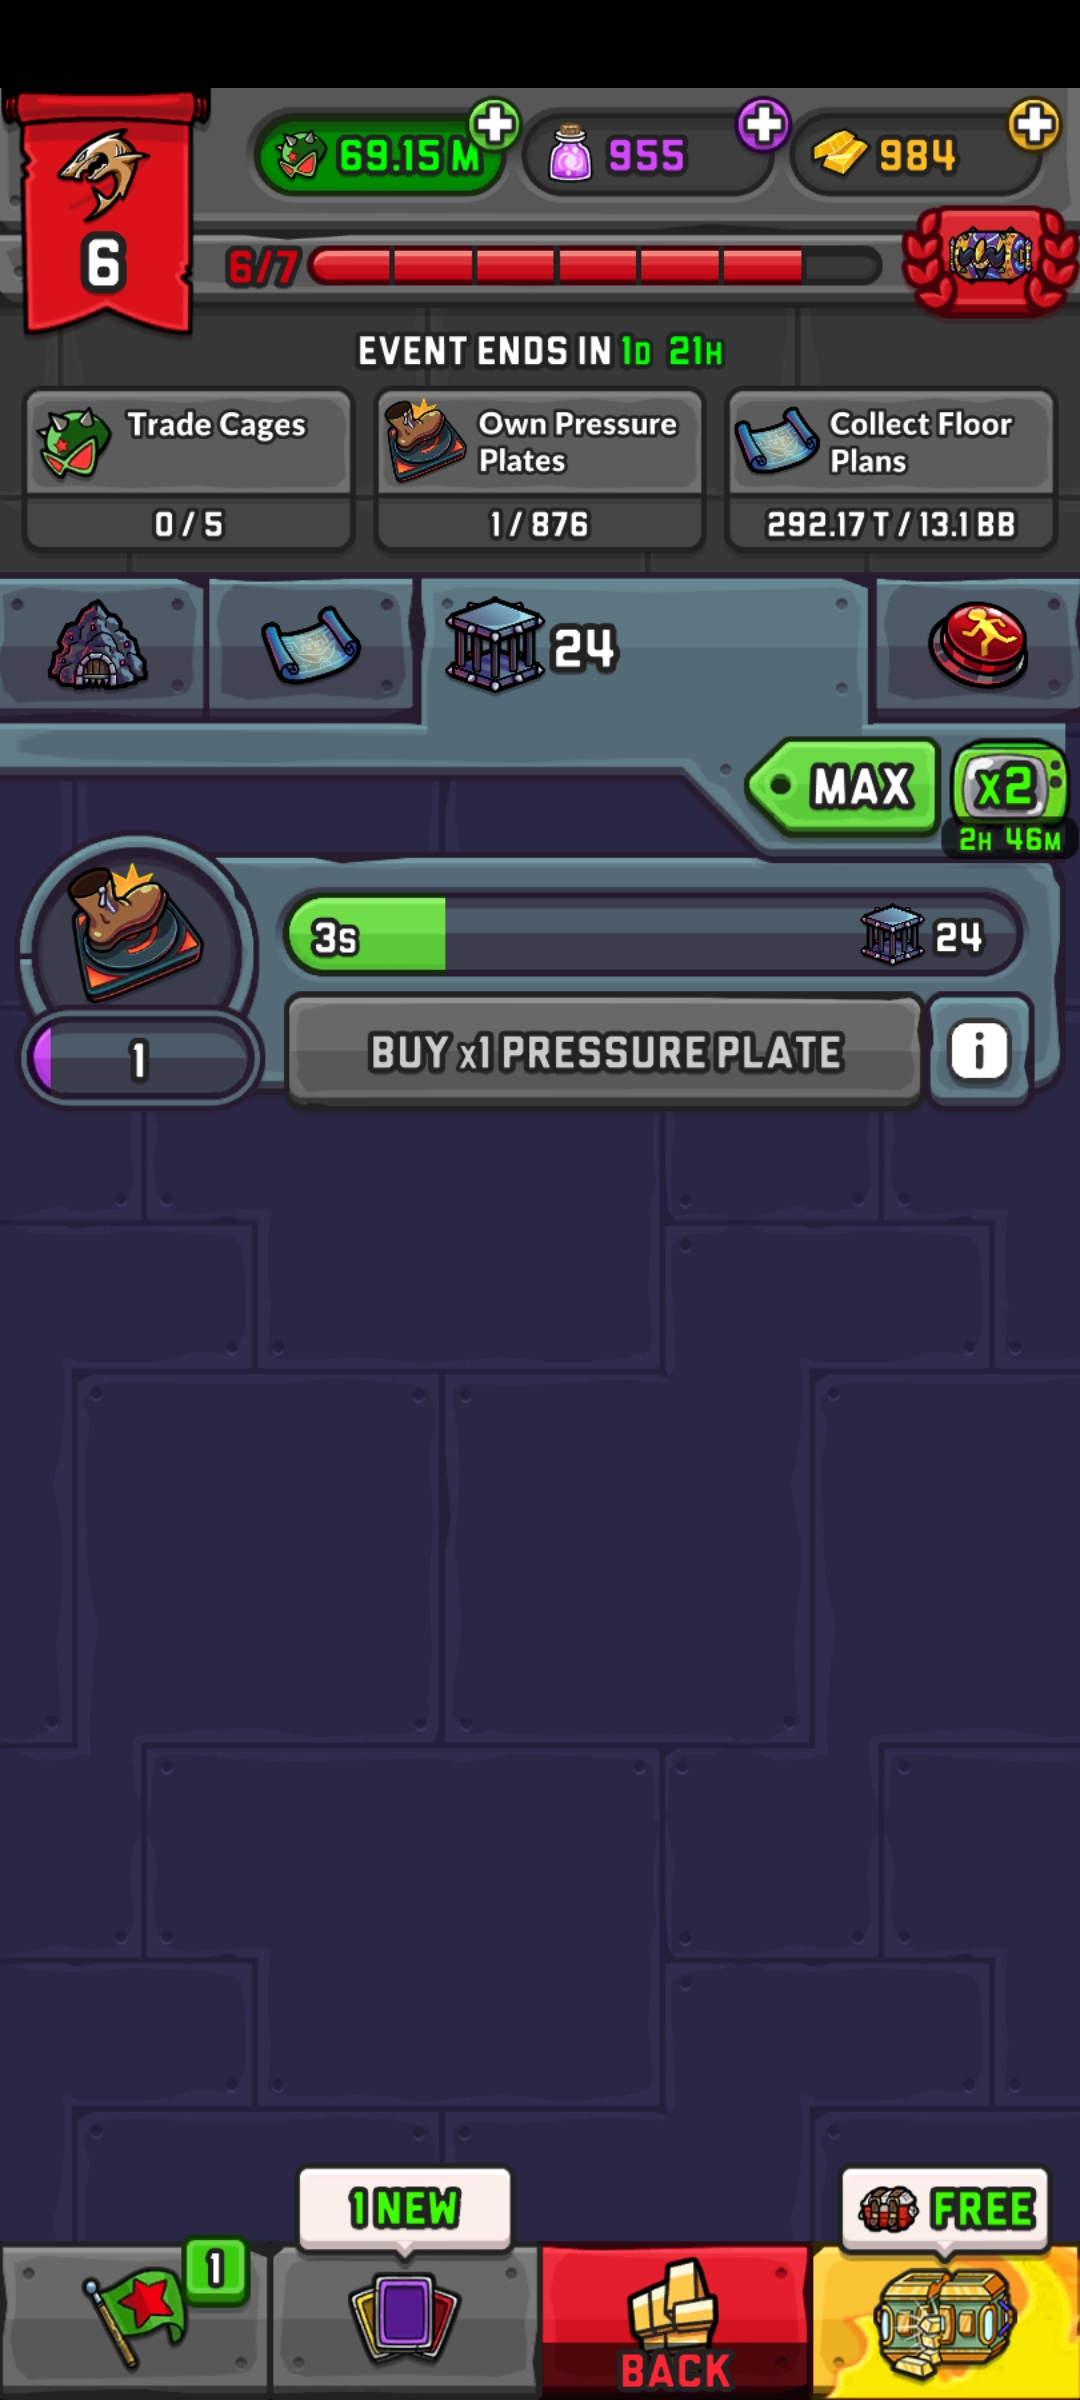 69.15 M
955
984
6
6/7
EVENT ENDS IN 1D 21H
Trade Cages
0 / 5
Own Pressure
Plates
1 / 876
Collect Floor
Plans
292.17 T / 13.1 BB
24
MAX
x2
2H 46M
3S
24
1
BUY x1 PRESSURE PLATE
i
1 NEW
FREE
1
BACK